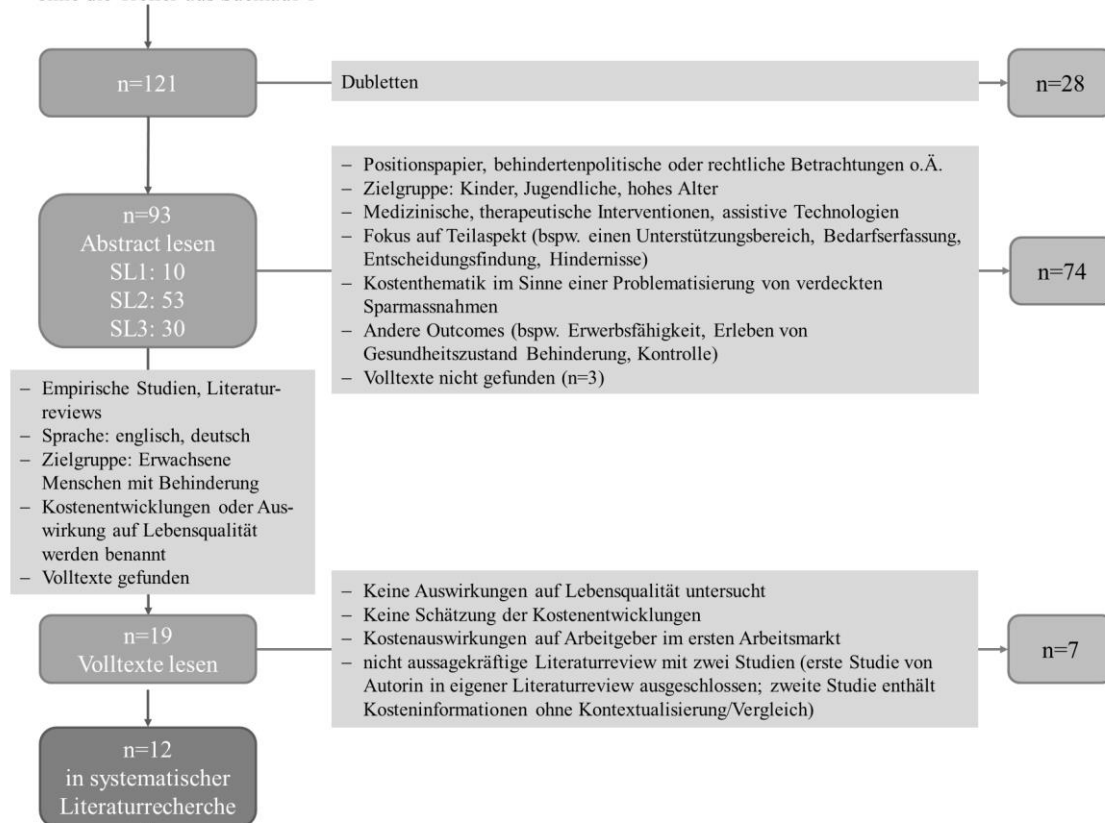 n=121
Dubletten
n=28
n=93
Abstract lesen
SL1: 10
SL2: 53
SL3: 30
– Positionspapier, behindertenpolitische oder rechtliche Betrachtungen o.Ä.
– Zielgruppe: Kinder, Jugendliche, hohes Alter
– Medizinische, therapeutische Interventionen, assistive Technologien
– Fokus auf Teilaspekt (bspw. einen Unterstützungsbereich, Bedarfserfassung,
Entscheidungsfindung, Hindernisse)
– Kostenthematik im Sinne einer Problematisierung von verdeckten
Sparmassnahmen
– Andere Outcomes (bspw. Erwerbsfähigkeit, Erleben von
Gesundheitszustand Behinderung, Kontrolle)
– Volltexte nicht gefunden (n=3)
n=74
– Empirische Studien, Literatur-
reviews
– Sprache: englisch, deutsch
– Zielgruppe: Erwachsene
Menschen mit Behinderung
– Kostenentwicklungen oder Aus-
wirkung auf Lebensqualität
werden benannt
– Volltexte gefunden
n=19
Volltexte lesen
– Keine Auswirkungen auf Lebensqualität untersucht
– Keine Schätzung der Kostenentwicklungen
– Kostenauswirkungen auf Arbeitgeber im ersten Arbeitsmarkt
– nicht aussagekräftige Literaturreview mit zwei Studien (erste Studie von
Autorin in eigener Literaturreview ausgeschlossen; zweite Studie enthält
Kosteninformationen ohne Kontextualisierung/Vergleich)
n=7
n=12
in systematischer
Literaturrecherche